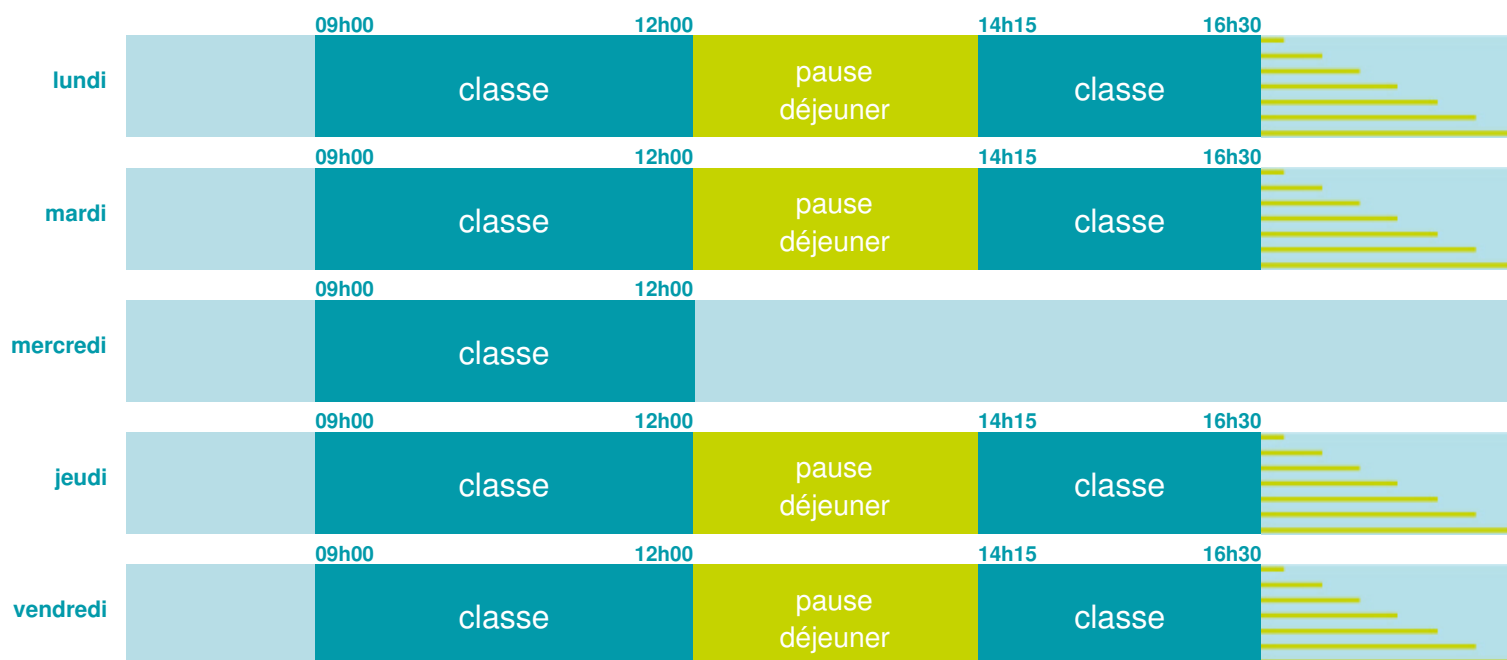 09h00 12h00 14h15 16h30
lundi classe pause déjeuner classe
09h00 12h00 14h15 16h30
mardi classe pause déjeuner classe
09h00 12h00
mercredi classe
09h00 12h00 14h15 16h30
jeudi classe pause déjeuner classe
09h00 12h00 14h15 16h30
vendredi classe pause déjeuner classe